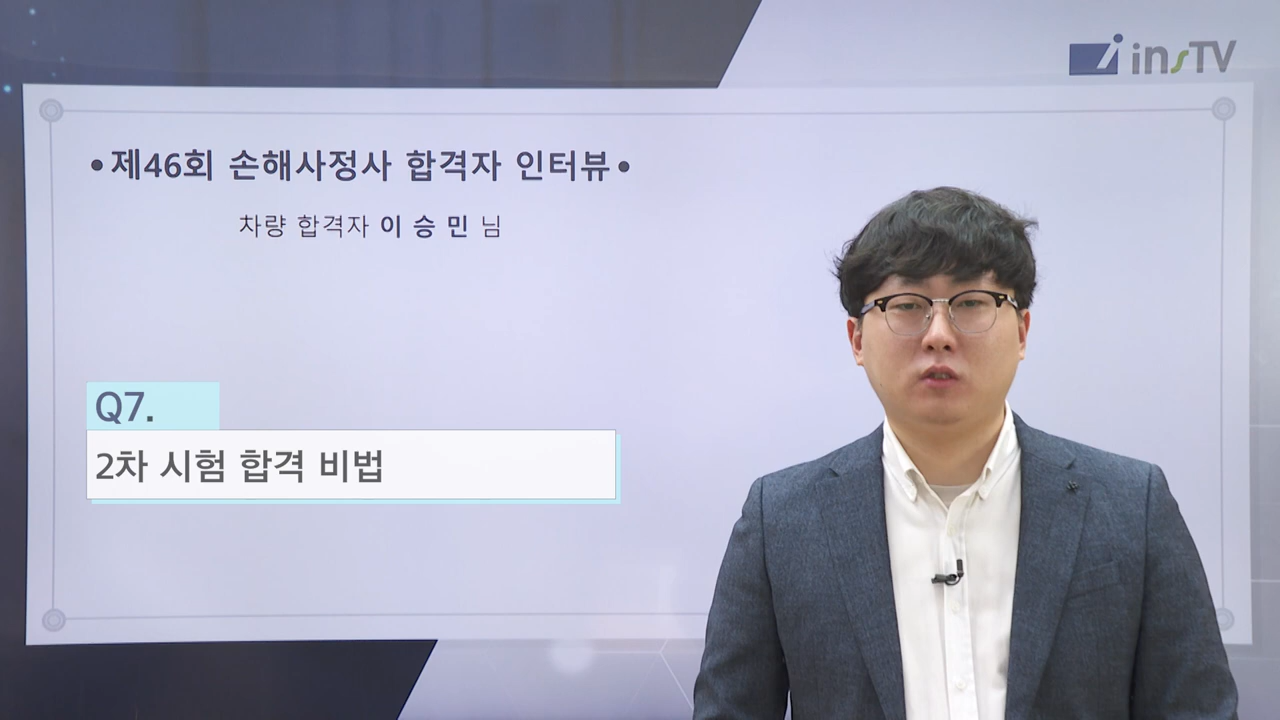 insTV
•제46회 손해사정사 합격자 인터뷰•
차량 합격자 이승민 님
Q7.
2차 시험 합격 비법